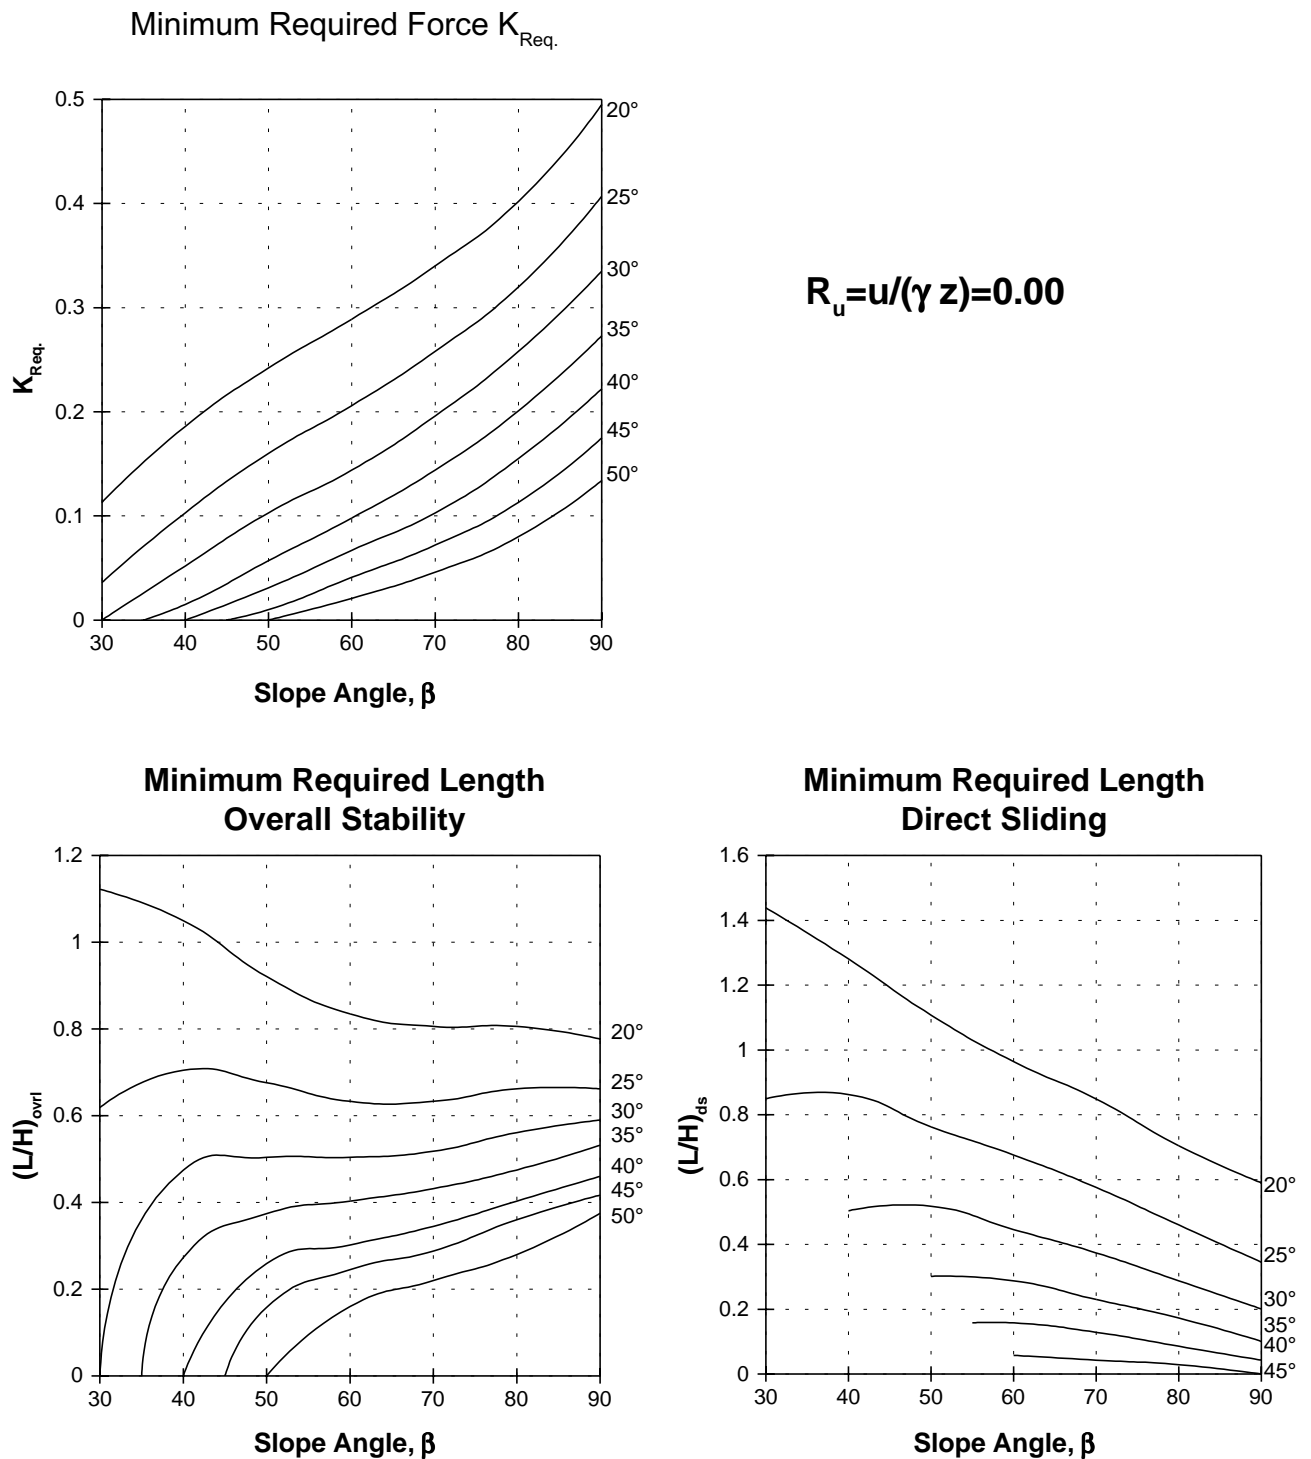 Minimum Required Force K Req.
0.5
0.4
0.3
0.2
0.1
0
K Req.
20°
25°
30°
35°
40°
45°
50°
30 40 50 60 70 80 90
Slope Angle, β
R u =u/(γ z)=0.00
Minimum Required Length
Overall Stability
1.2
1
0.8
0.6
0.4
0.2
0
(L/H) ovrl
20°
25°
30°
35°
40°
45°
50°
30 40 50 60 70 80 90
Slope Angle, β
Minimum Required Length
Direct Sliding
1.6
1.4
1.2
1
0.8
0.6
0.4
0.2
0
(L/H) ds
20°
25°
30°
35°
40°
45°
30 40 50 60 70 80 90
Slope Angle, β